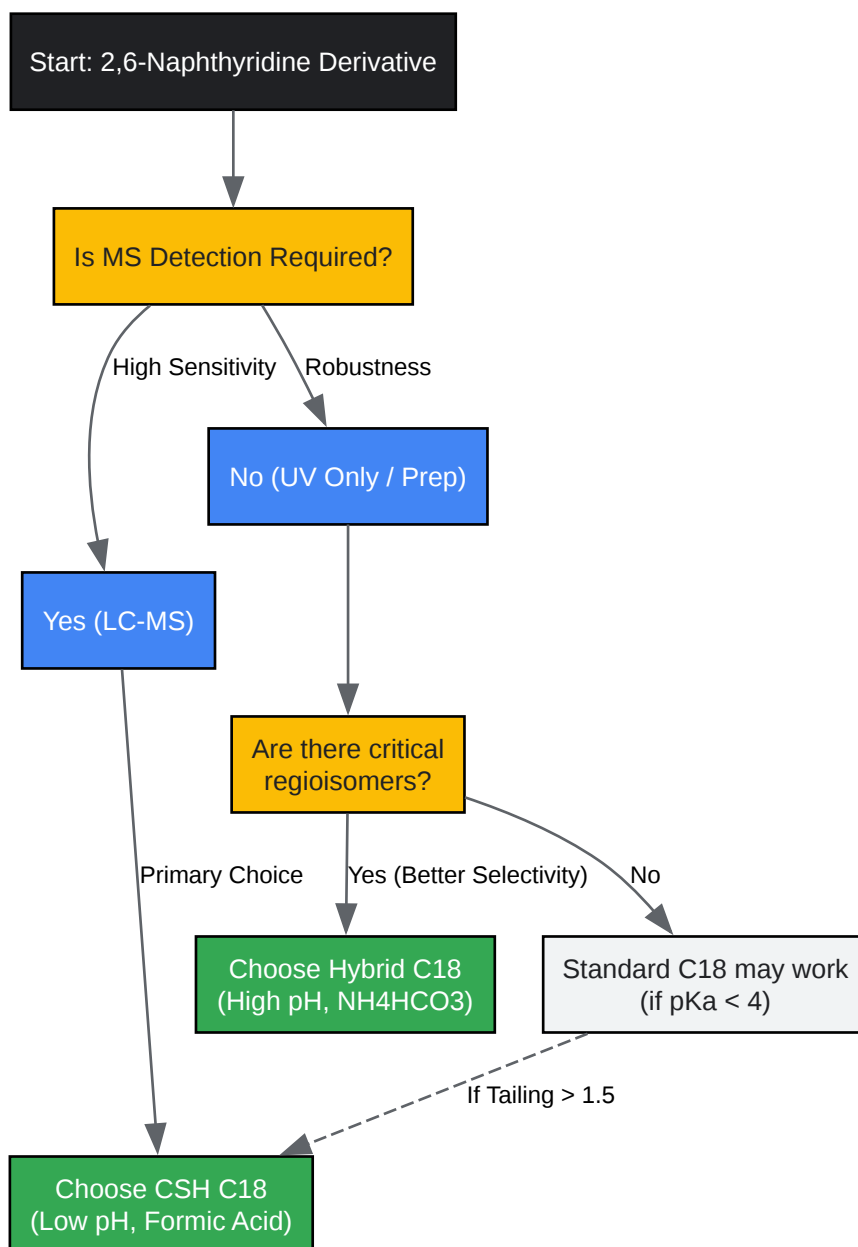 Start: 2,6-Naphthyridine Derivative
Is MS Detection Required?
High Sensitivity
Robustness
No (UV Only / Prep)
Yes (LC-MS)
Are there critical
regioisomers?
Primary Choice
Yes (Better Selectivity)
No
Choose Hybrid C18
(High pH, NH4HCO3)
Standard C18 may work
(if pKa < 4)
If Tailing > 1.5
Choose CSH C18
(Low pH, Formic Acid)